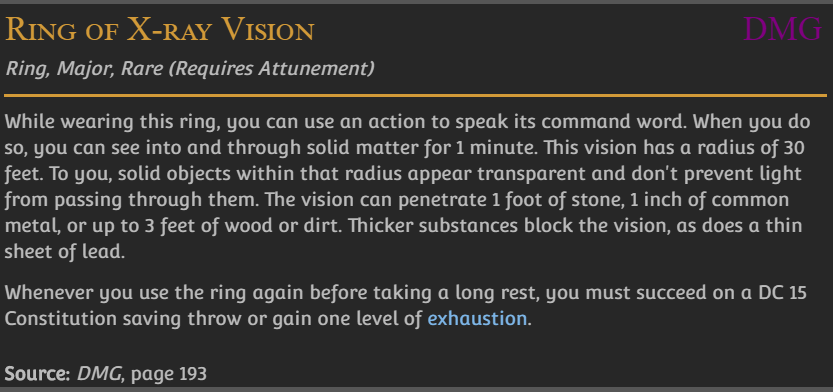 Ring of X-ray Vision DMG
Ring, Major, Rare (Requires Attunement)
While wearing this ring, you can use an action to speak its command word. When you do
so, you can see into and through solid matter for 1 minute. This vision has a radius of 30
feet. To you, solid objects within that radius appear transparent and don't prevent light
from passing through them. The vision can penetrate 1 foot of stone, 1 inch of common
metal, or up to 3 feet of wood or dirt. Thicker substances block the vision, as does a thin
sheet of lead.
Whenever you use the ring again before taking a long rest, you must succeed on a DC 15
Constitution saving throw or gain one level of exhaustion.
Source: DMG, page 193